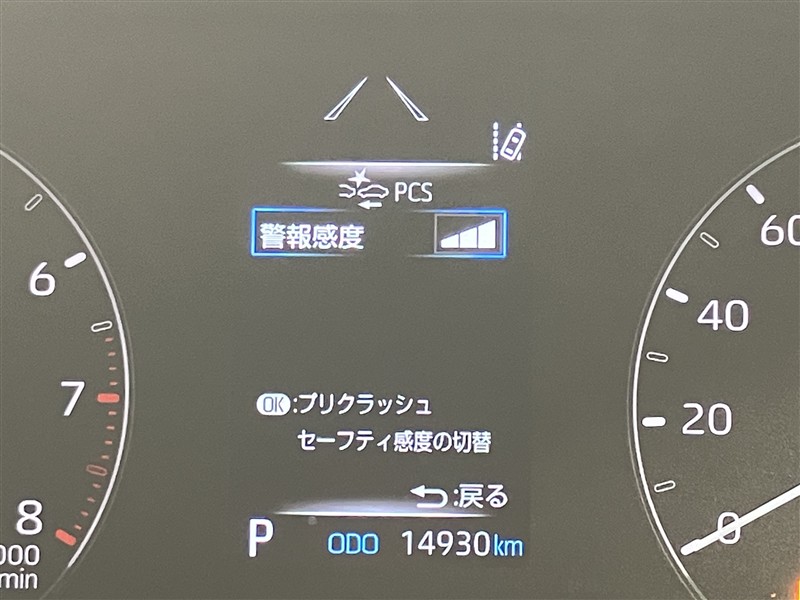 PCS
警報感度
OK:プリクラッシュ
セーフティ感度の切替
:戻る
P ODO 14930km
6
7
8
000
min
60
40
20
0